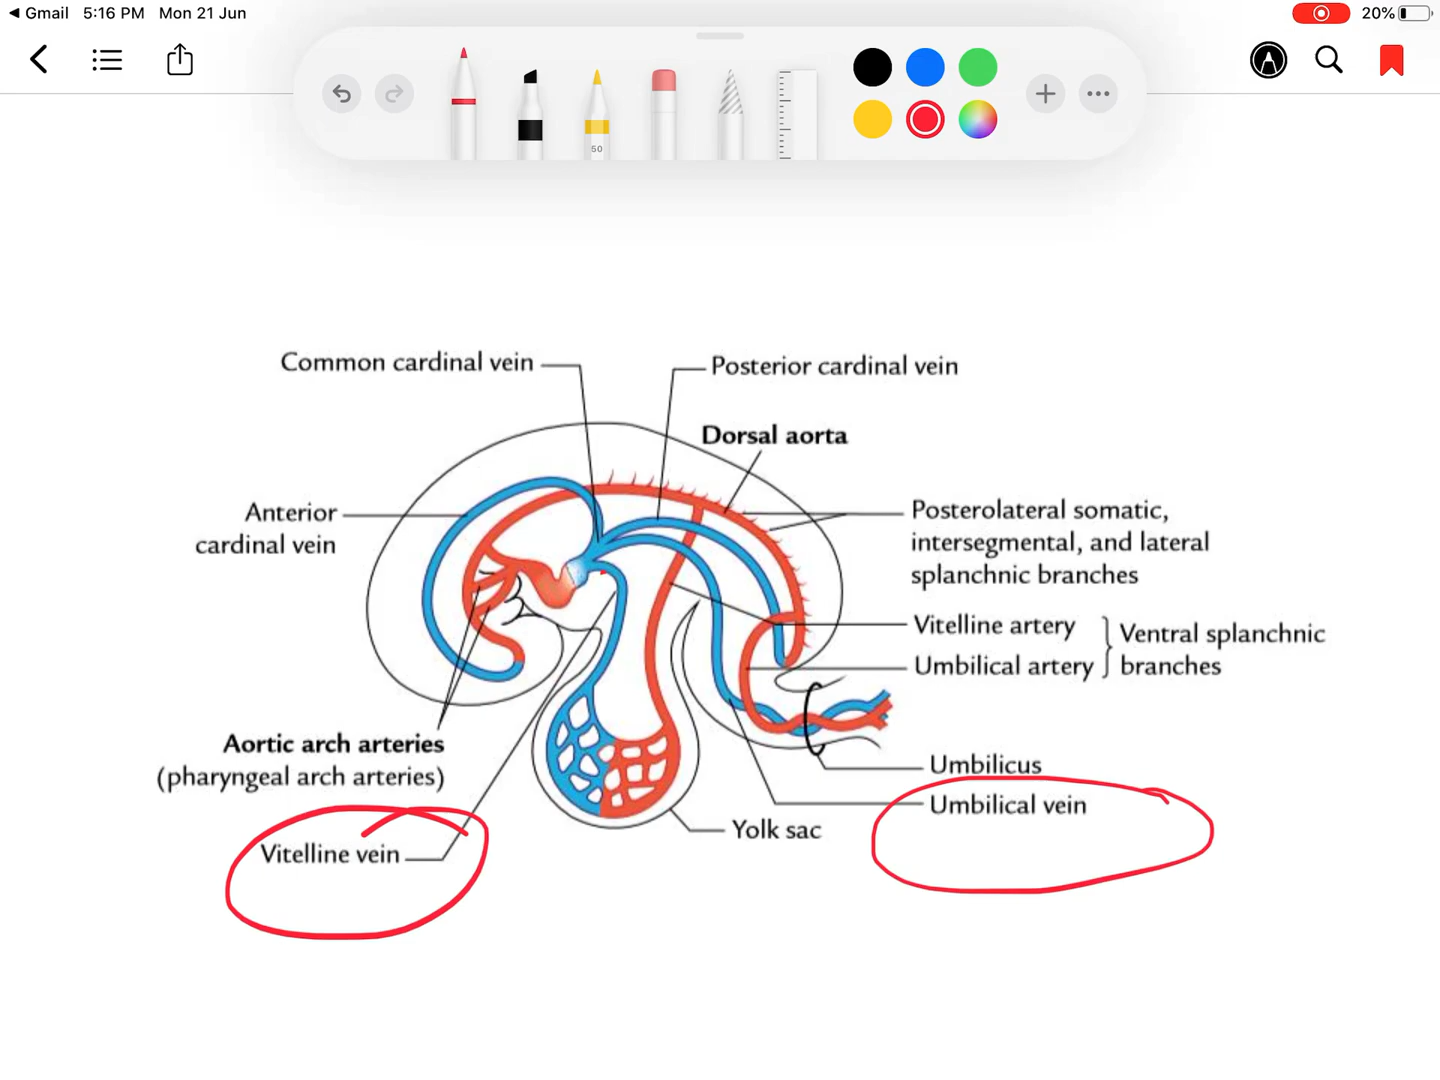 Gmail 5:16 PM Mon 21 Jun
20%
50
Common cardinal vein
Posterior cardinal vein
Dorsal aorta
Anterior
cardinal vein
Posterolateral somatic,
intersegmental, and lateral
splanchnic branches
Vitelline artery
Umbilical artery
Ventral splanchnic
branches
Aortic arch arteries
(pharyngeal arch arteries)
Umbilicus
Umbilical vein
Yolk sac
Vitelline vein